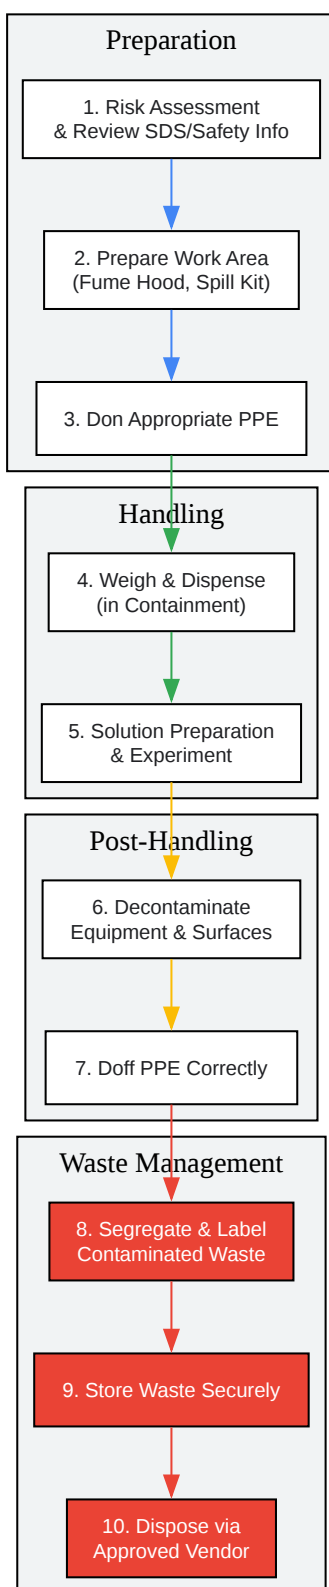 Preparation
1. Risk Assessment
& Review SDS/Safety Info
2. Prepare Work Area
(Fume Hood, Spill Kit)
3. Don Appropriate PPE
Handling
4. Weigh & Dispense
(in Containment)
5. Solution Preparation
& Experiment
Post-Handling
6. Decontaminate
Equipment & Surfaces
7. Doff PPE Correctly
Waste Management
8. Segregate & Label
Contaminated Waste
9. Store Waste Securely
10. Dispose via
Approved Vendor